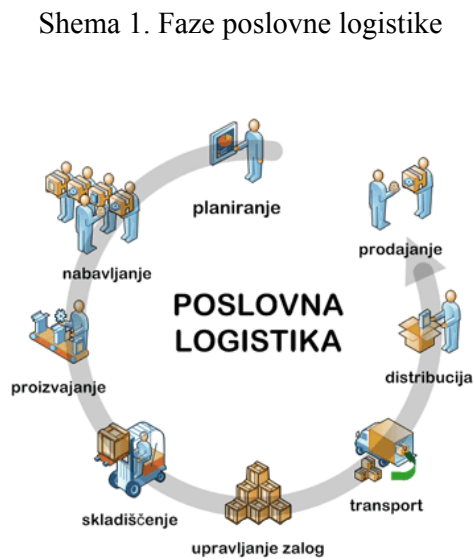 Shema 1. Faze poslovne logistike
planiranje
nabavljanje
proizvajanje
skladiščenje
upravljanje zalog
transport
distribucija
prodajanje
POSLOVNA
LOGISTIKA